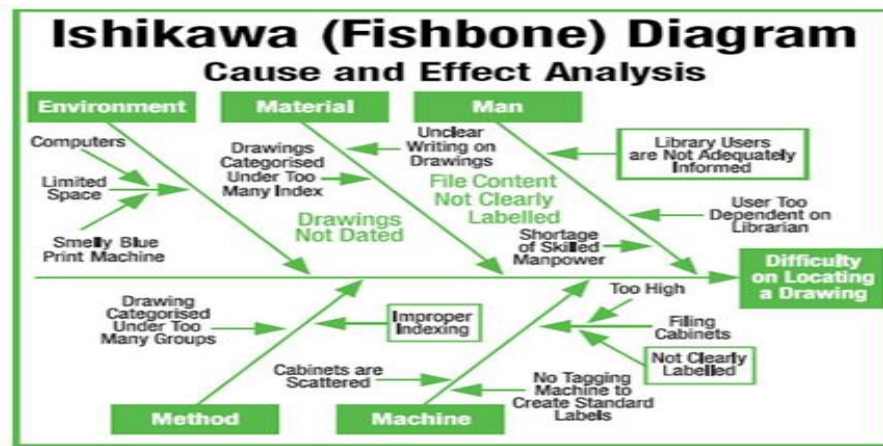 Ishikawa (Fishbone) Diagram
Cause and Effect Analysis
Environment
Material
Man
Computers
Limited
Space
Smelly Blue
Print Machine
Drawings
Categorised
Under Too
Many Index
Drawings
Not Dated
Unclear
Writing on
Drawings
File Content
Not Clearly
Labelled
Shortage
of Skilled
Manpower
Library Users
are Not Adequately
Informed
User Too
Dependent on
Librarian
Difficulty
on Locating
a Drawing
Drawing
Categorised
Under Too
Many Groups
Improper
Indexing
Cabinets are
Scattered
Too High
Filing
Cabinets
Not Clearly
Labelled
No Tagging
Machine to
Create Standard
Labels
Method
Machine